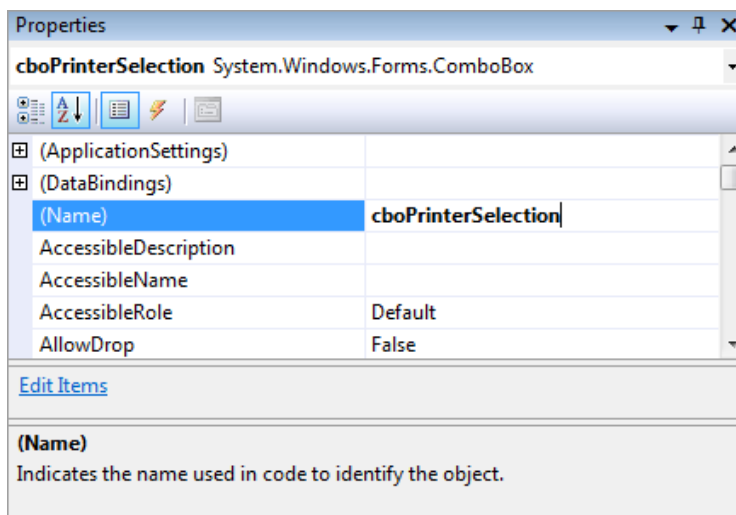 Properties
cboPrinterSelection System.Windows.Forms.ComboBox
A
Z
(ApplicationSettings)
(DataBindings)
(Name) cboPrinterSelection
AccessibleDescription
AccessibleName
AccessibleRole Default
AllowDrop False
Edit Items
(Name)
Indicates the name used in code to identify the object.